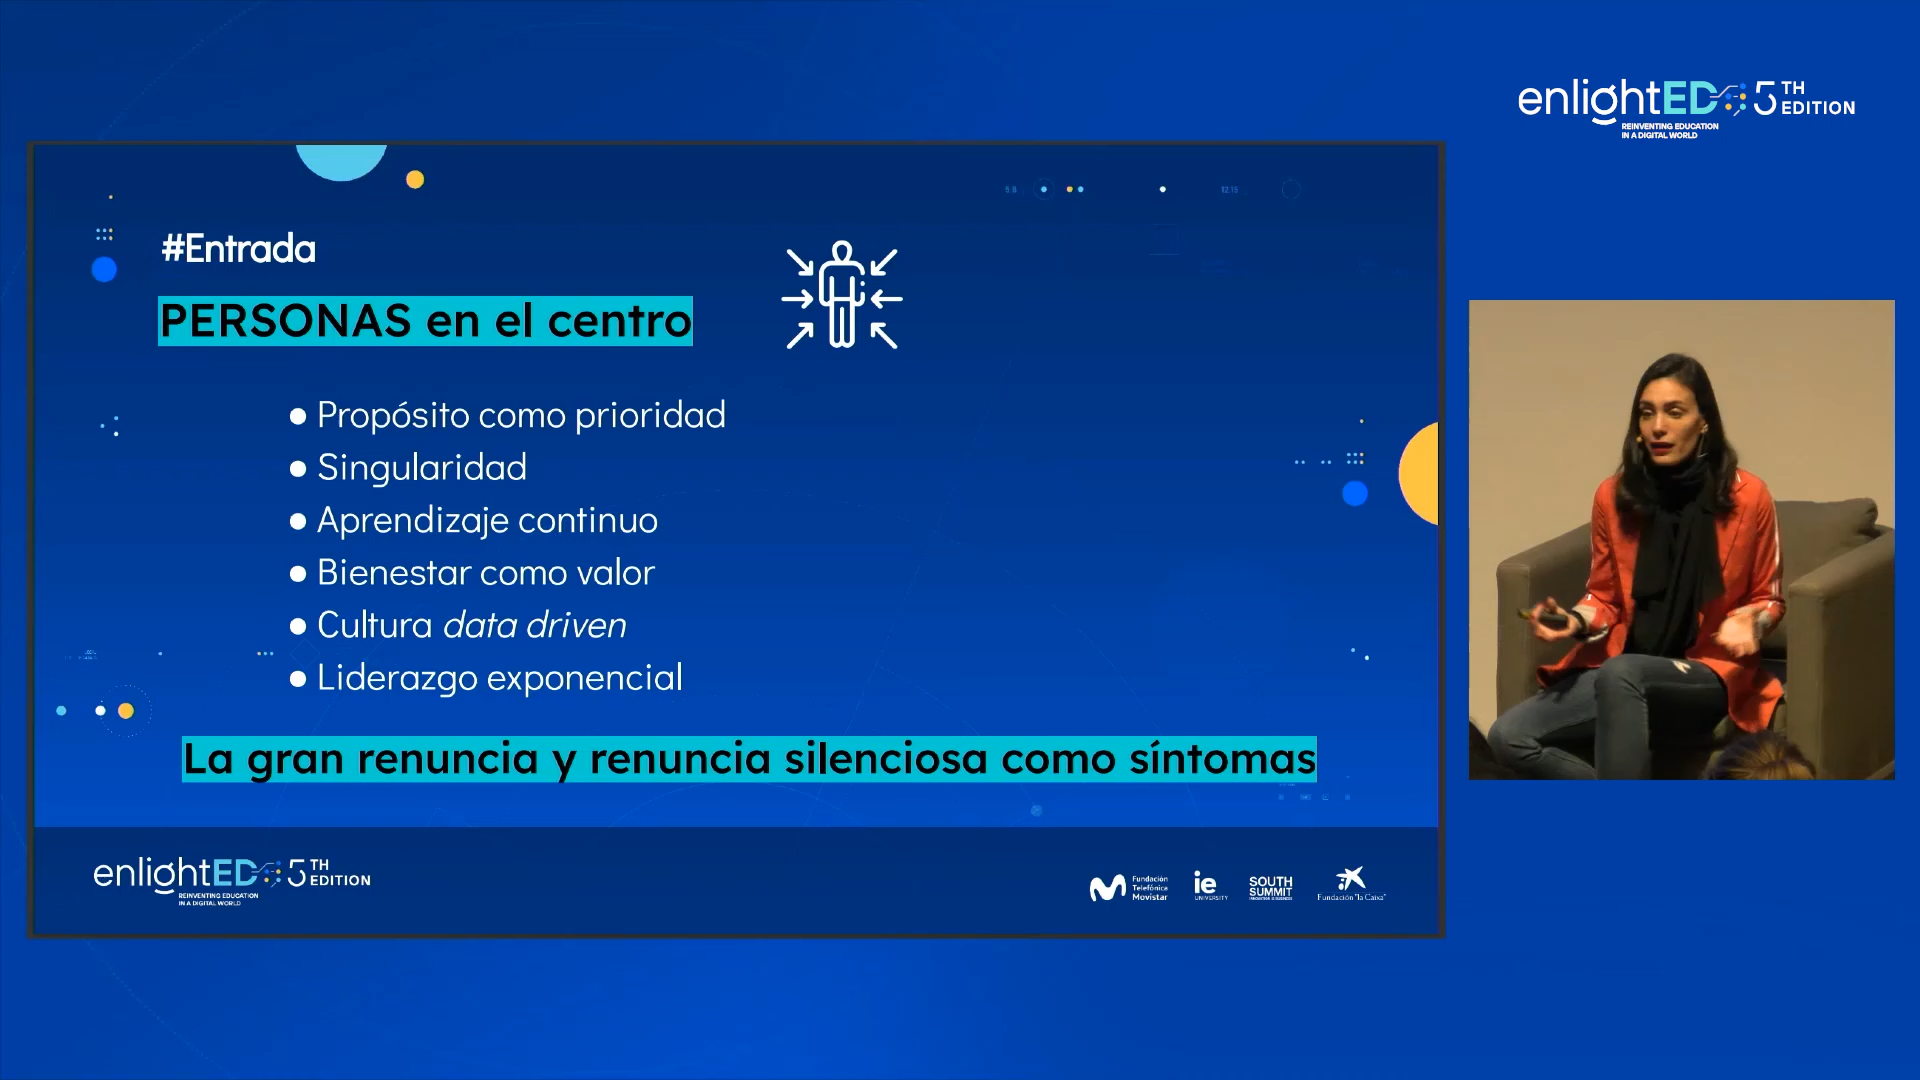 enlightED 5TH EDITION
REINVENTING EDUCATION
IN A DIGITAL WORLD
#Entrada
PERSONAS en el centro
● Propósito como prioridad
● Singularidad
● Aprendizaje continuo
● Bienestar como valor
● Cultura data driven
● Liderazgo exponencial
La gran renuncia y renuncia silenciosa como síntomas
enlightED 5TH EDITION
REINVENTING EDUCATION
IN A DIGITAL WORLD
Fundación
Telefónica
Movistar
ie
UNIVERSITY
SOUTH
SUMMIT
Fundación "la Caixa"